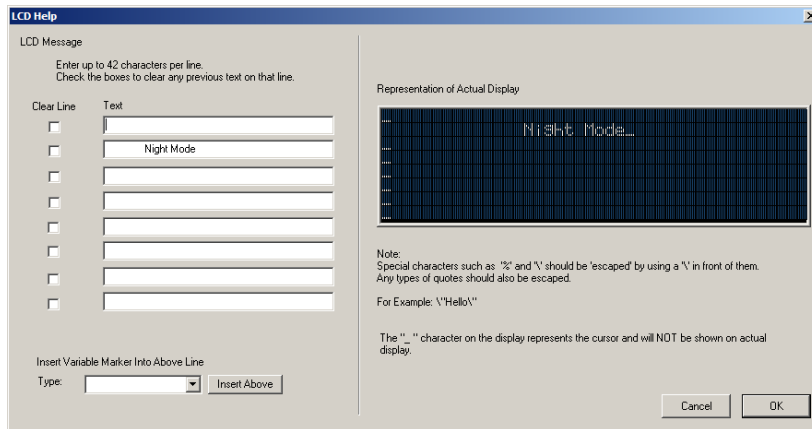 LCD Help
LCD Message
Enter up to 42 characters per line.
Check the boxes to clear any previous text on that line.
Clear Line Text
Night Mode
Insert Variable Marker Into Above Line
Type: Insert Above
Representation of Actual Display
Night Mode_
Note:
Special characters such as '%' and '\' should be 'escaped' by using a '\' in front of them.
Any types of quotes should also be escaped.
For Example: \"Hello\"
The "_ " character on the display represents the cursor and will NOT be shown on actual
display.
Cancel OK